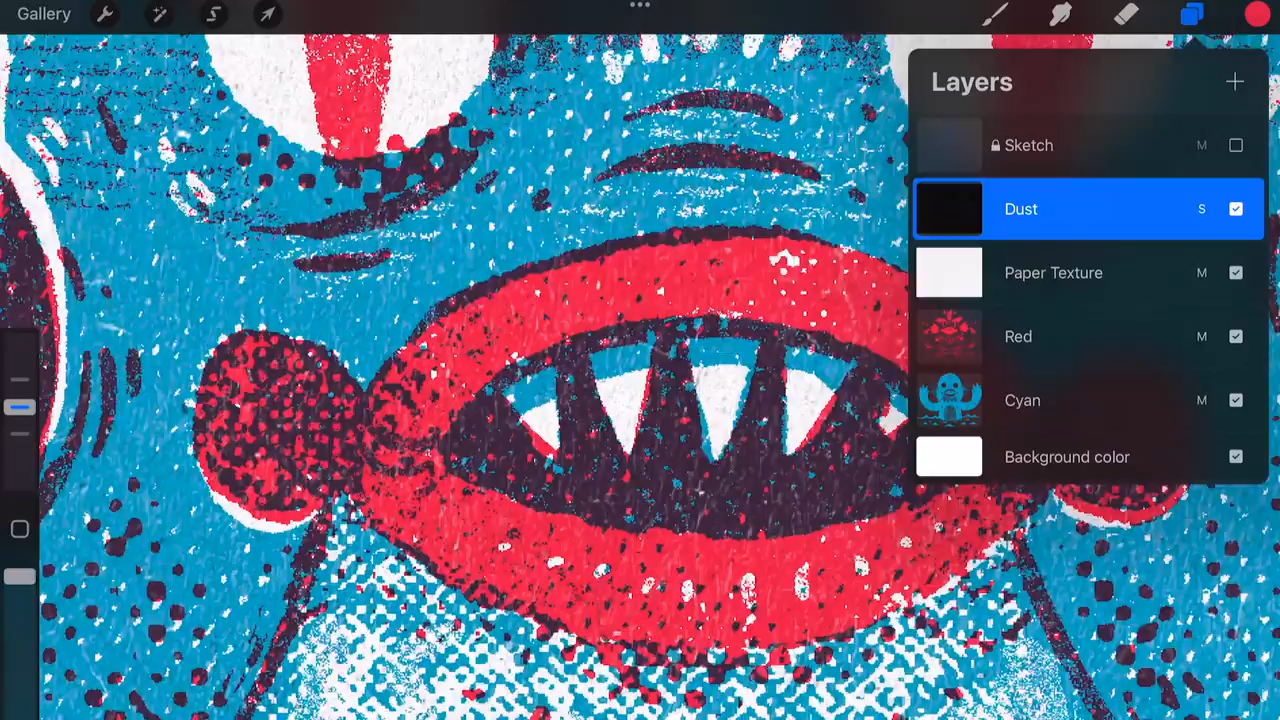 Gallery
Layers
Sketch M
Dust S
Paper Texture M
Red M
Cyan M
Background color